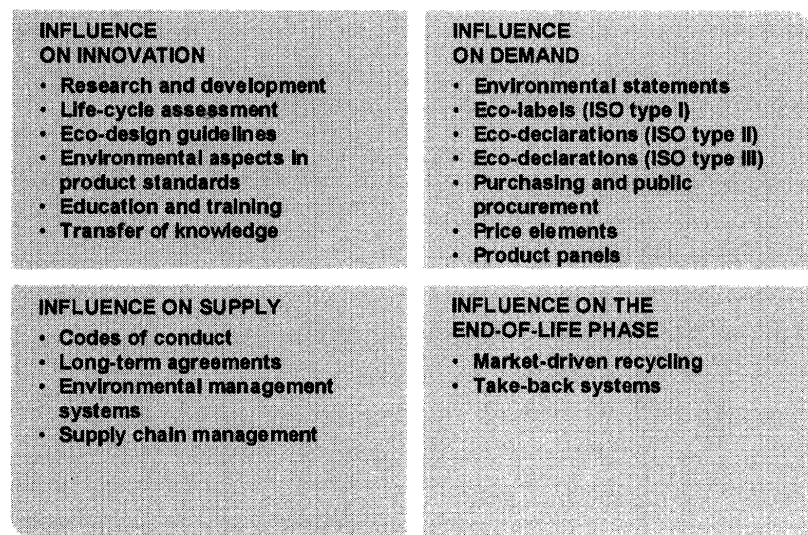 INFLUENCE
ON INNOVATION
• Research and development
• Life-cycle assessment
• Eco-design guidelines
• Environmental aspects in
product standards
• Education and training
• Transfer of knowledge
INFLUENCE
ON DEMAND
• Environmental statements
• Eco-labels (ISO type I)
• Eco-declarations (ISO type II)
• Eco-declarations (ISO type III)
• Purchasing and public
procurement
• Price elements
• Product panels
INFLUENCE ON SUPPLY
• Codes of conduct
• Long-term agreements
• Environmental management
systems
• Supply chain management
INFLUENCE ON THE
END-OF-LIFE PHASE
• Market-driven recycling
• Take-back systems